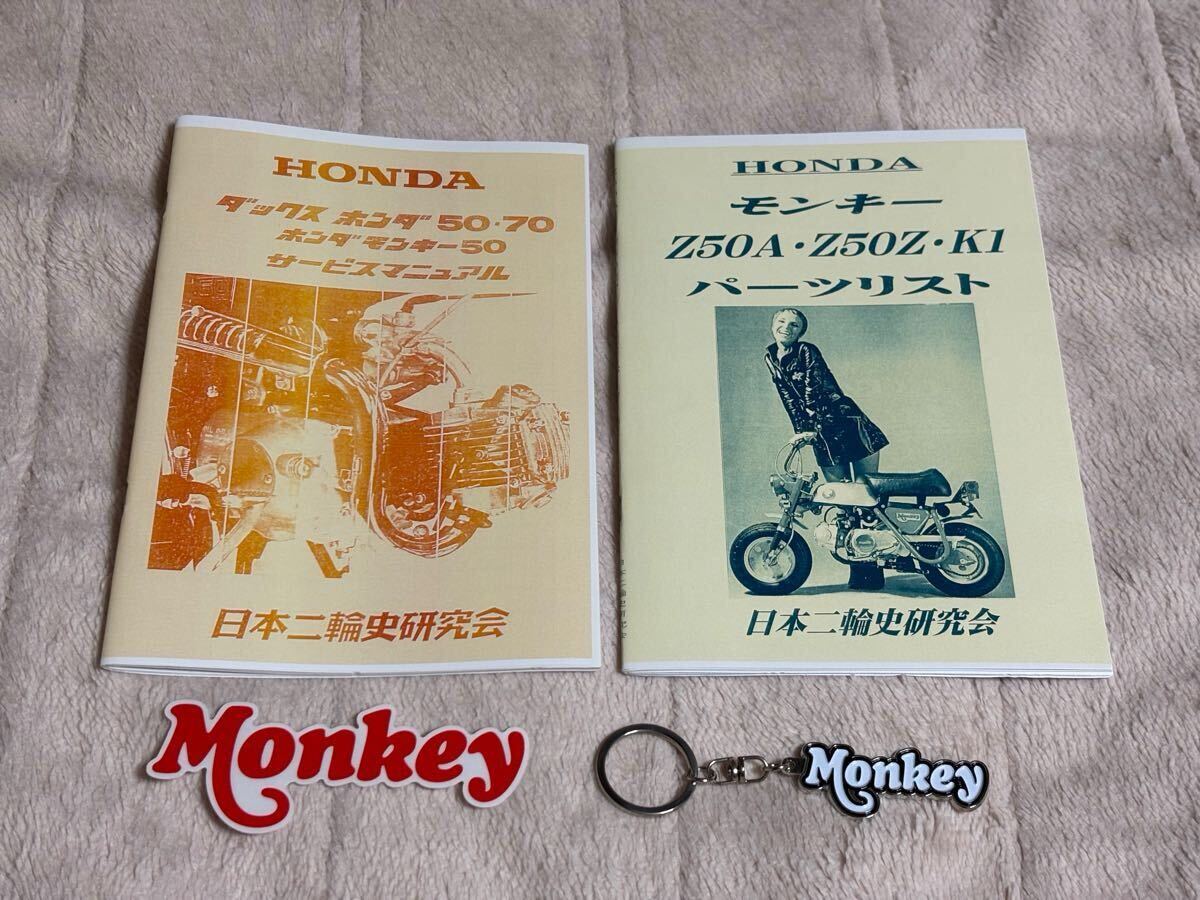 HONDA
ダックス ホンダ 50・70
ホンダモンキー50
サービスマニュアル
日本二輪史研究会
HONDA
モンキー
Z50A・Z50Z・K1
パーツリスト
Monkey
日本二輪史研究会
Monkey
Monkey